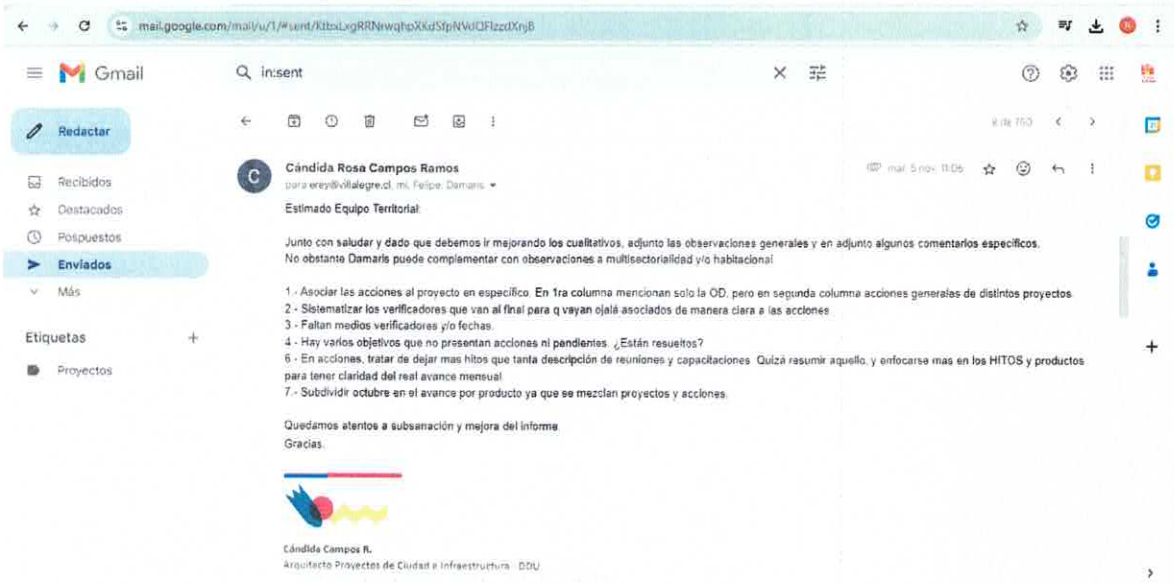 mail.google.com/mail/u/1/#sent/
Gmail
in:sent
Redactar
8 de 760
Recibidos
Destacados
Pospuestos
Enviados
Más
Etiquetas
Proyectos
C
Cándida Rosa Campos Ramos
mar, 5 nov, 11:06
para erey@villalegre.cl, mí, Felipe, Damaris
Estimado Equipo Territorial:
Junto con saludar y dado que debemos ir mejorando los cualitativos, adjunto las observaciones generales y en adjunto algunos comentarios específicos.
No obstante Damaris puede complementar con observaciones a multisectorialidad y/o habitacional
1.- Asociar las acciones al proyecto en específico. En 1ra columna mencionan solo la OD, pero en segunda columna acciones generales de distintos proyectos
2 - Sistematizar los verificadores que van al final para q vayan ojalá asociados de manera clara a las acciones
3 - Faltan medios verificadores y/o fechas.
4 - Hay varios objetivos que no presentan acciones ni pendientes. ¿Están resueltos?
6 - En acciones, tratar de dejar mas hitos que tanta descripción de reuniones y capacitaciones. Quizá resumir aquello, y enfocarse mas en los HITOS y productos
para tener claridad del real avance mensual
7.- Subdividir octubre en el avance por producto ya que se mezclan proyectos y acciones.
Quedamos atentos a subsanación y mejora del informe
Gracias.
Cándida Campos R.
Arquitecto Proyectos de Ciudad e Infraestructura DDU